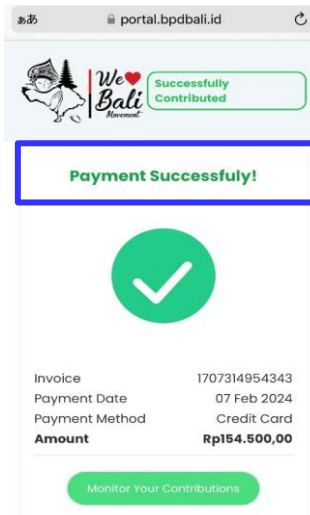 ああ portal.bpdbali.id
We
Bali
Movement
Successfully
Contributed
Payment Successfuly!
Invoice 1707314954343
Payment Date 07 Feb 2024
Payment Method Credit Card
Amount Rp154.500,00
Monitor Your Contributions